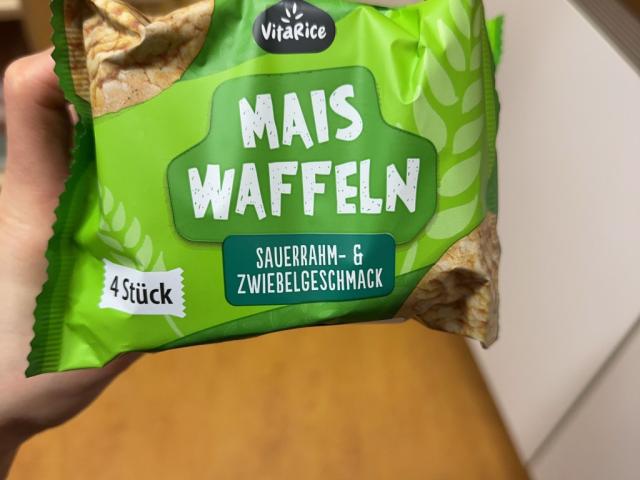 VitaRice
MAIS
WAFFELN
SAUERRAHM- &
ZWIEBELGESCHMACK
4 Stück